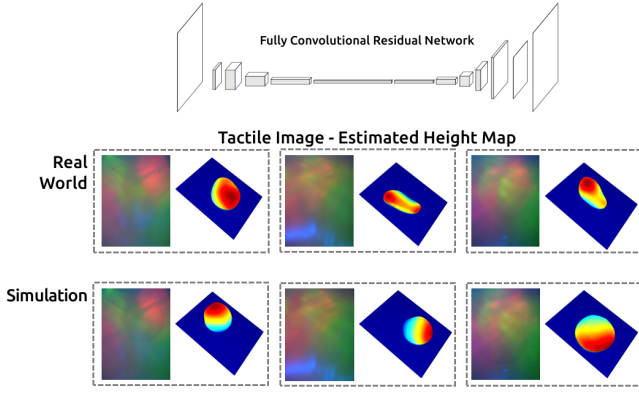 Fully Convolutional Residual Network
Tactile Image - Estimated Height Map
Real
World
Simulation